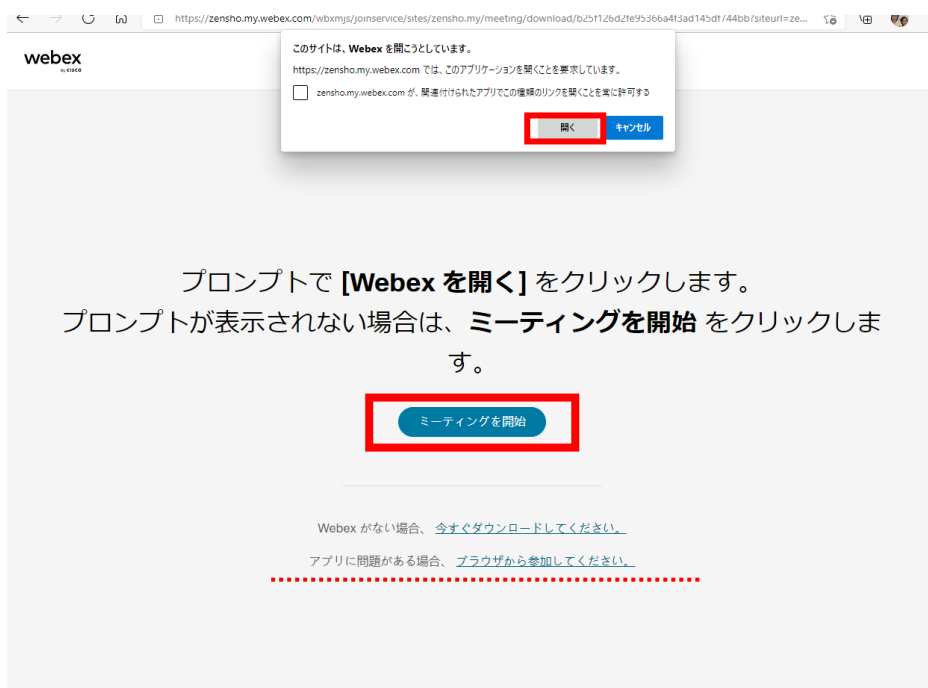 https://zensho.my.webex.com/wbxmjs/joinservice/sites/zensho.my/meeting/download/b25f126d2fe95366a4f3ad145df744bb?siteurl=ze...
webex
by CISCO
このサイトは、Webex を開こうとしています。
https://zensho.my.webex.com では、このアプリケーションを開くことを要求しています。
zensho.my.webex.com が、関連付けられたアプリでこの種類のリンクを開くことを常に許可する
開く
キャンセル
プロンプトで [Webex を開く] をクリックします。
プロンプトが表示されない場合は、ミーティングを開始 をクリックしま
す。
ミーティングを開始
Webex がない場合、 今すぐダウンロードしてください。
アプリに問題がある場合、 ブラウザから参加してください。